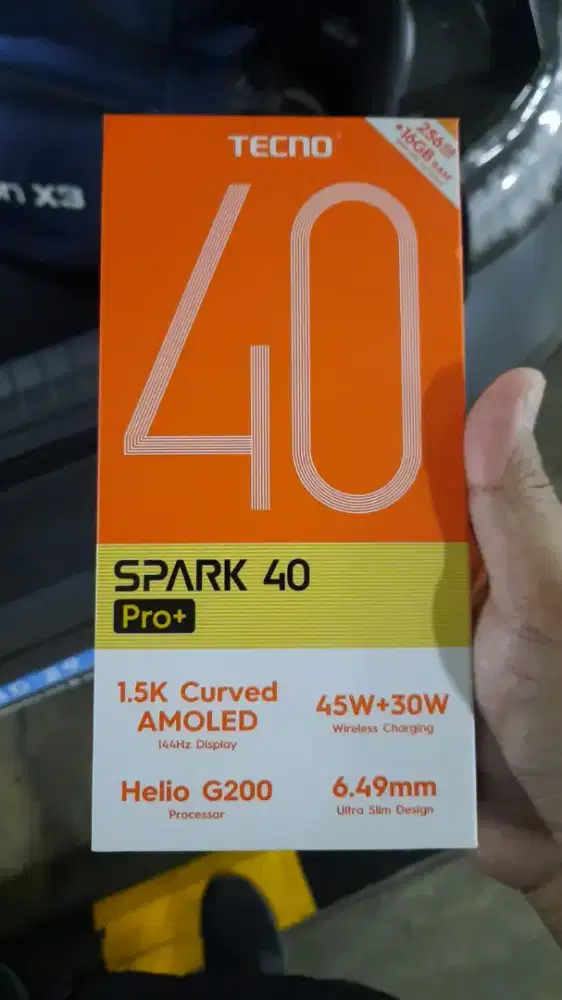 TECNO
256GB
+16GB RAM
40
SPARK 40
Pro+
1.5K Curved
AMOLED
144Hz Display
45W+30W
Wireless Charging
Helio G200
Processor
6.49mm
Ultra Slim Design
X3